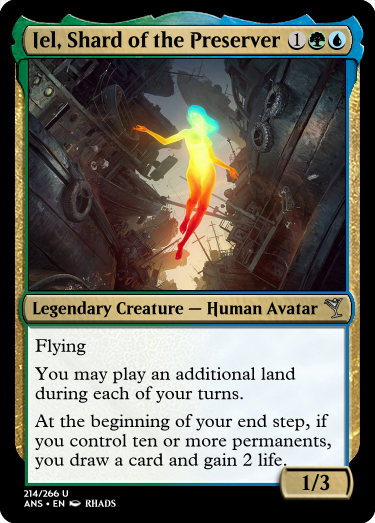 Iel, Shard of the Preserver 1
Legendary Creature — Human Avatar
Flying
You may play an additional land
during each of your turns.
At the beginning of your end step, if
you control ten or more permanents,
you draw a card and gain 2 life.
1/3
214/266 U
ANS • EN RHADS